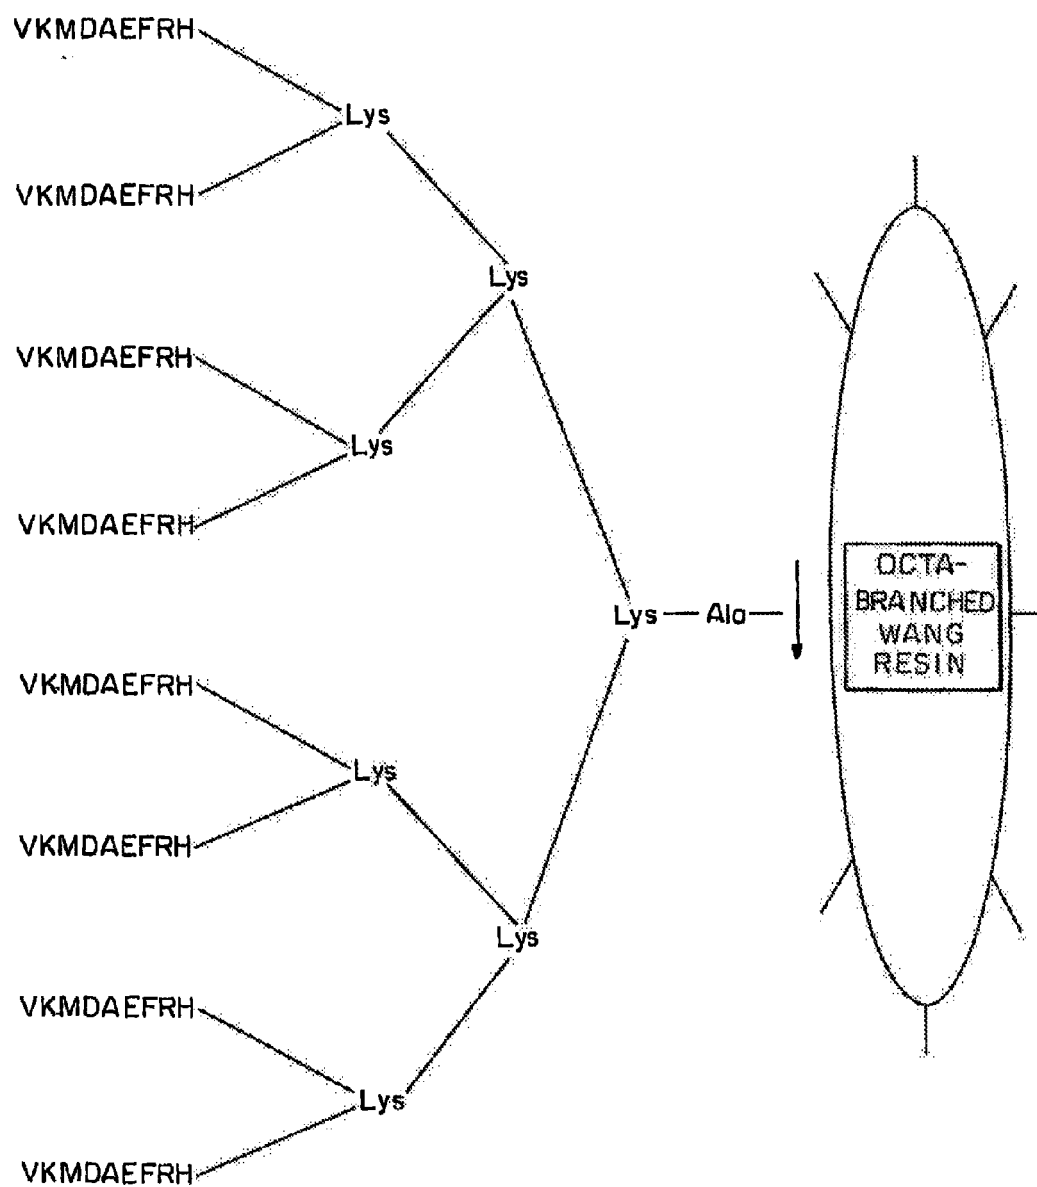 VKMDAEFRH
Lys
VKMDAEFRH
Lys
VKMDAEFRH
Lys
VKMDAEFRH
OCTA-
BRANCHED
WANG
RESIN
Lys — Ala —
VKMDAEFRH
Lys
VKMDAEFRH
Lys
VKMDAEFRH
Lys
VKMDAEFRH